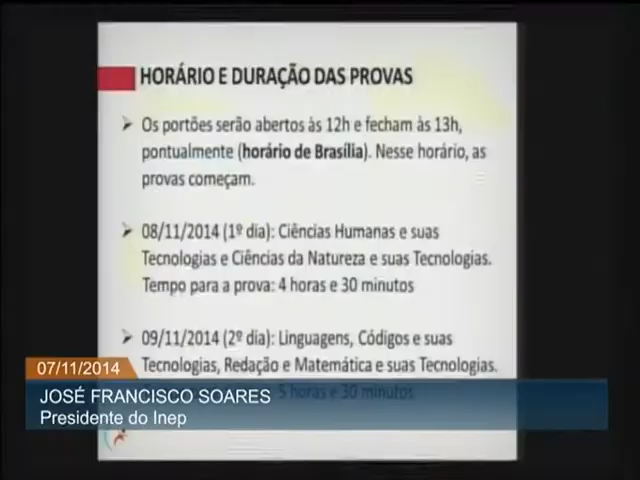 HORÁRIO E DURAÇÃO DAS PROVAS
Os portões serão abertos às 12h e fecham às 13h,
pontualmente (horário de Brasília). Nesse horário, as
provas começam.
08/11/2014 (1º dia): Ciências Humanas e suas
Tecnologias e Ciências da Natureza e suas Tecnologias.
Tempo para a prova: 4 horas e 30 minutos
09/11/2014 (2º dia): Linguagens, Códigos e suas
Tecnologias, Redação e Matemática e suas Tecnologias.
5 horas e 30 minutos
07/11/2014
JOSÉ FRANCISCO SOARES
Presidente do Inep